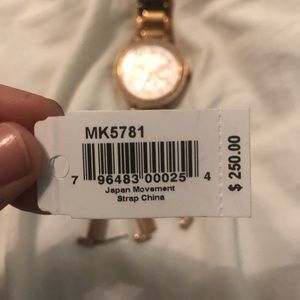 MK5781
7 96483 00025 4
Japan Movement
Strap China
$ 250.00